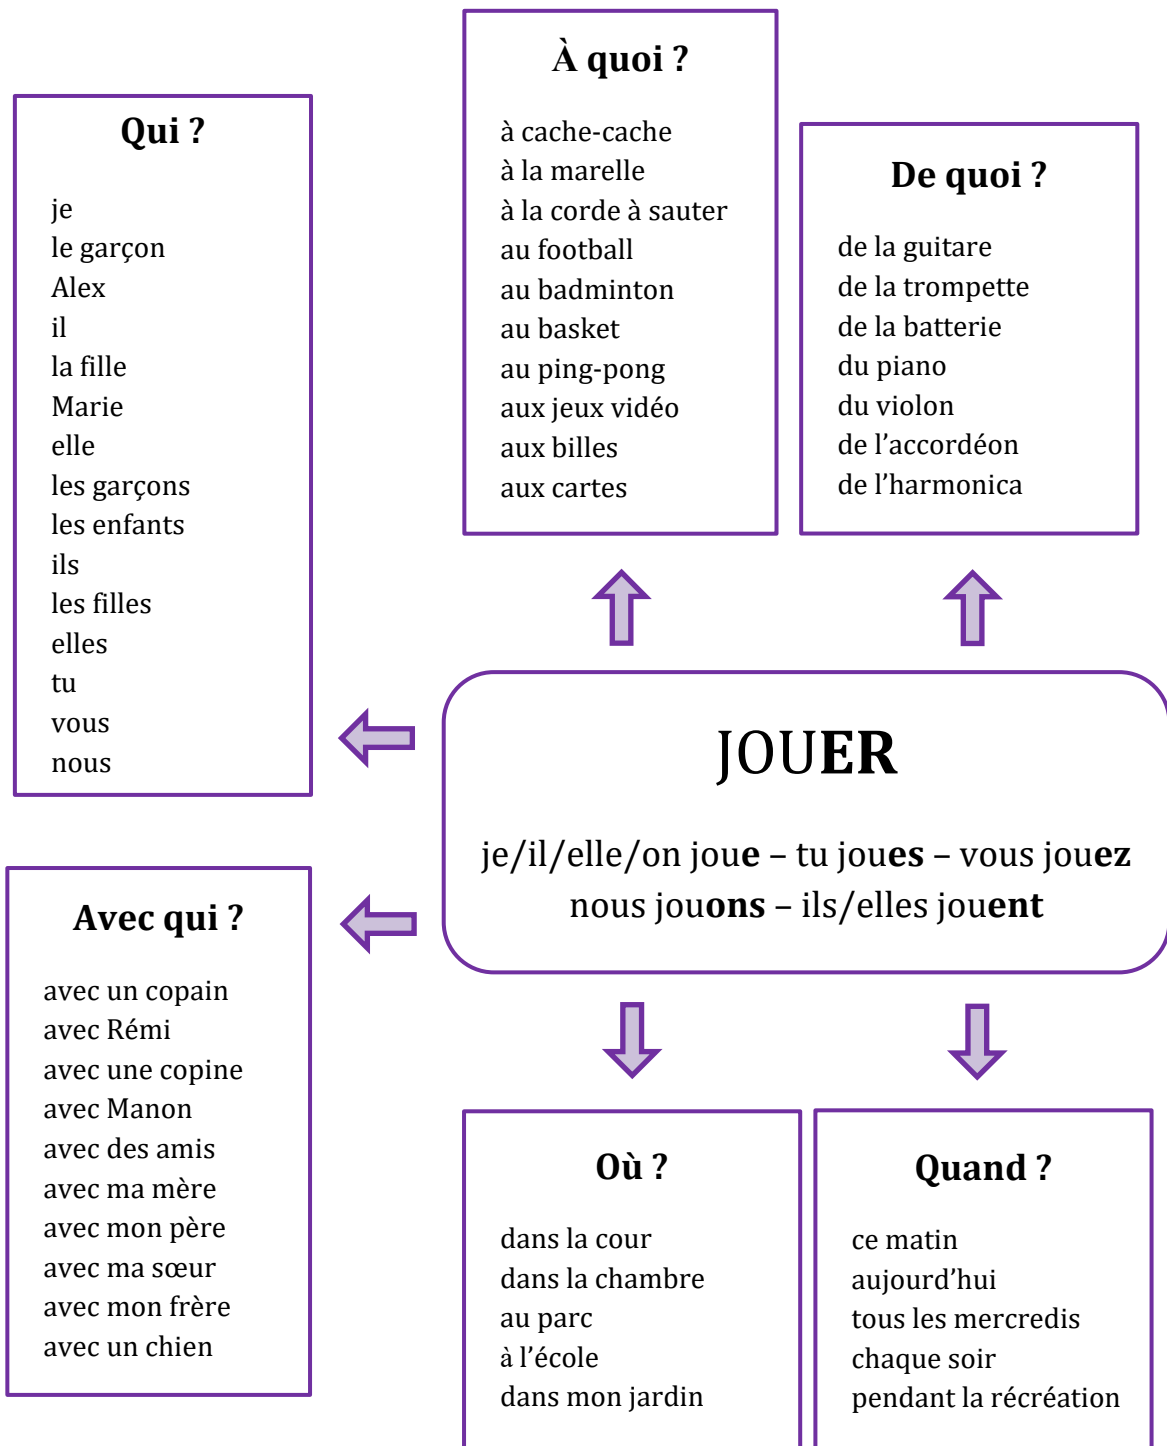 À quoi ?
à cache-cache
à la marelle
à la corde à sauter
au football
au badminton
au basket
au ping-pong
aux jeux vidéo
aux billes
aux cartes
Qui ?
je
le garçon
Alex
il
la fille
Marie
elle
les garçons
les enfants
ils
les filles
elles
tu
vous
nous
De quoi ?
de la guitare
de la trompette
de la batterie
du piano
du violon
de l’accordéon
de l’harmonica
JOUER
je/il/elle/on joue – tu joues – vous jouez
nous jouons – ils/elles jouent
Avec qui ?
avec un copain
avec Rémi
avec une copine
avec Manon
avec des amis
avec ma mère
avec mon père
avec ma sœur
avec mon frère
avec un chien
Où ?
dans la cour
dans la chambre
au parc
à l’école
dans mon jardin
Quand ?
ce matin
aujourd’hui
tous les mercredis
chaque soir
pendant la récréation